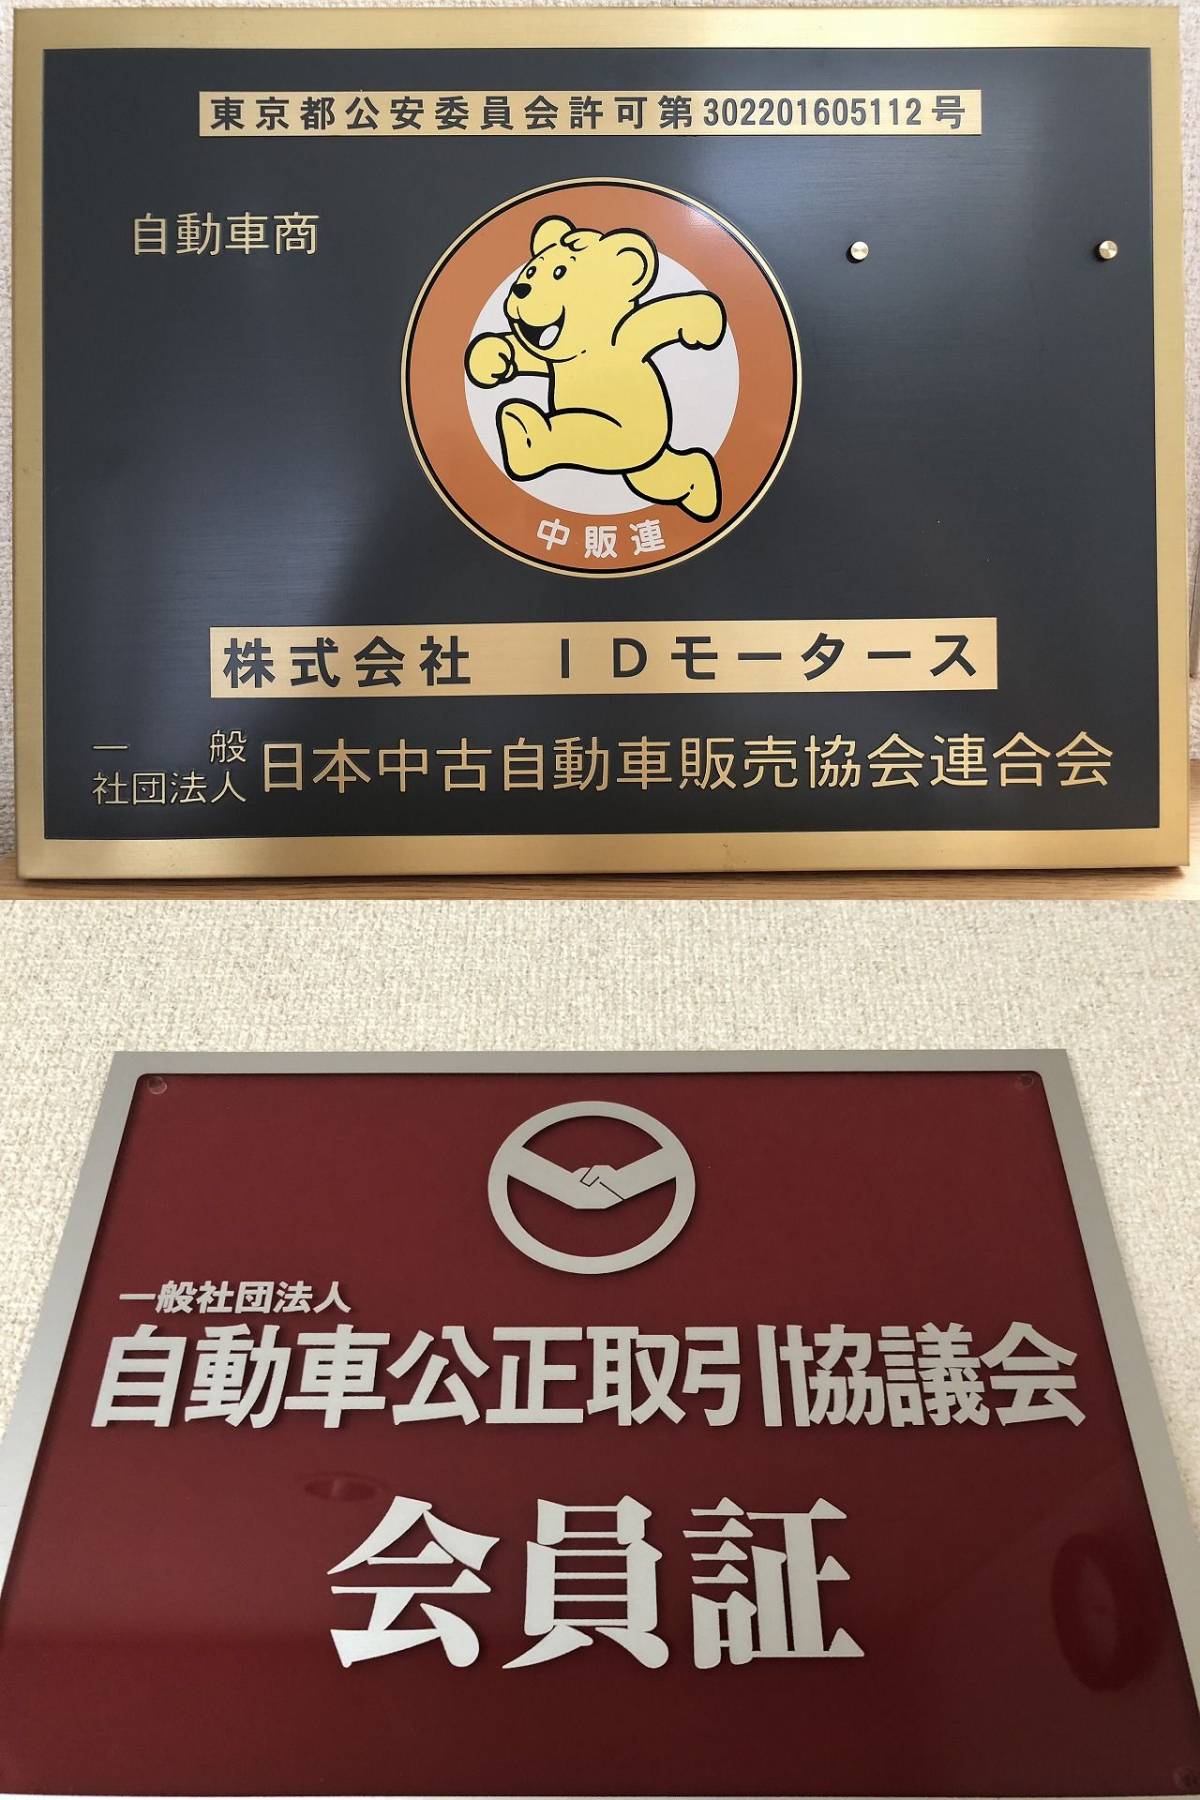 東京都公安委員会許可第302201605112号
自動車商
中販連
株式会社　IDモータース
一般社団法人 日本中古自動車販売協会連合会
一般社団法人
自動車公正取引協議会
会員証